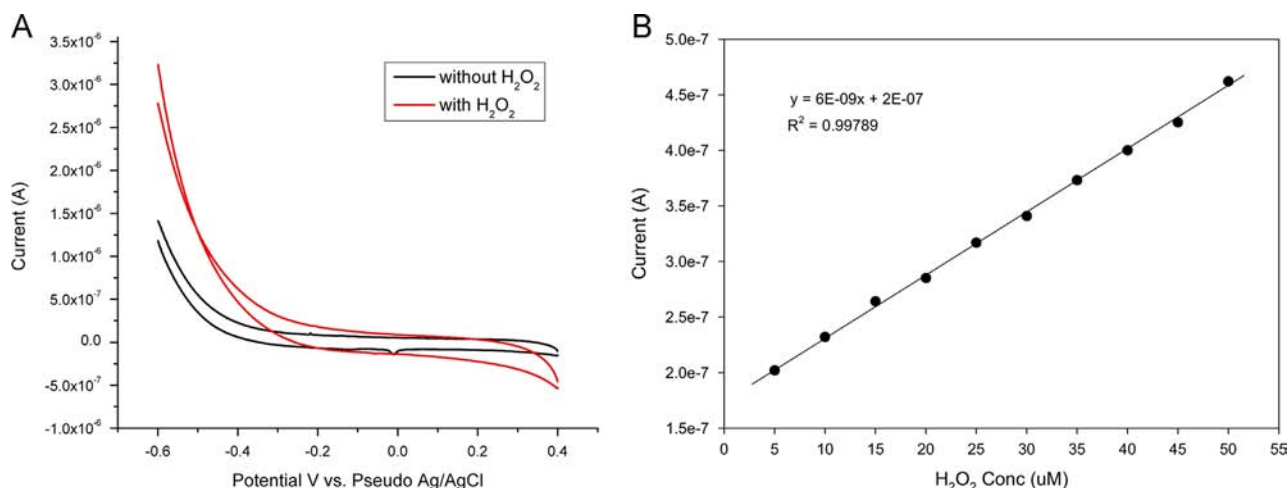 A
Current (A)
3.5x10⁻⁶
3.0x10⁻⁶
2.5x10⁻⁶
2.0x10⁻⁶
1.5x10⁻⁶
1.0x10⁻⁶
5.0x10⁻⁷
0.0
-5.0x10⁻⁷
-1.0x10⁻⁶
without H₂O₂
with H₂O₂
-0.6 -0.4 -0.2 0.0 0.2 0.4
Potential V vs. Pseudo Ag/AgCl
B
Current (A)
5.0e-7
4.5e-7
4.0e-7
3.5e-7
3.0e-7
2.5e-7
2.0e-7
1.5e-7
y = 6E-09x + 2E-07
R² = 0.99789
0 5 10 15 20 25 30 35 40 45 50 55
H₂O₂ Conc (uM)